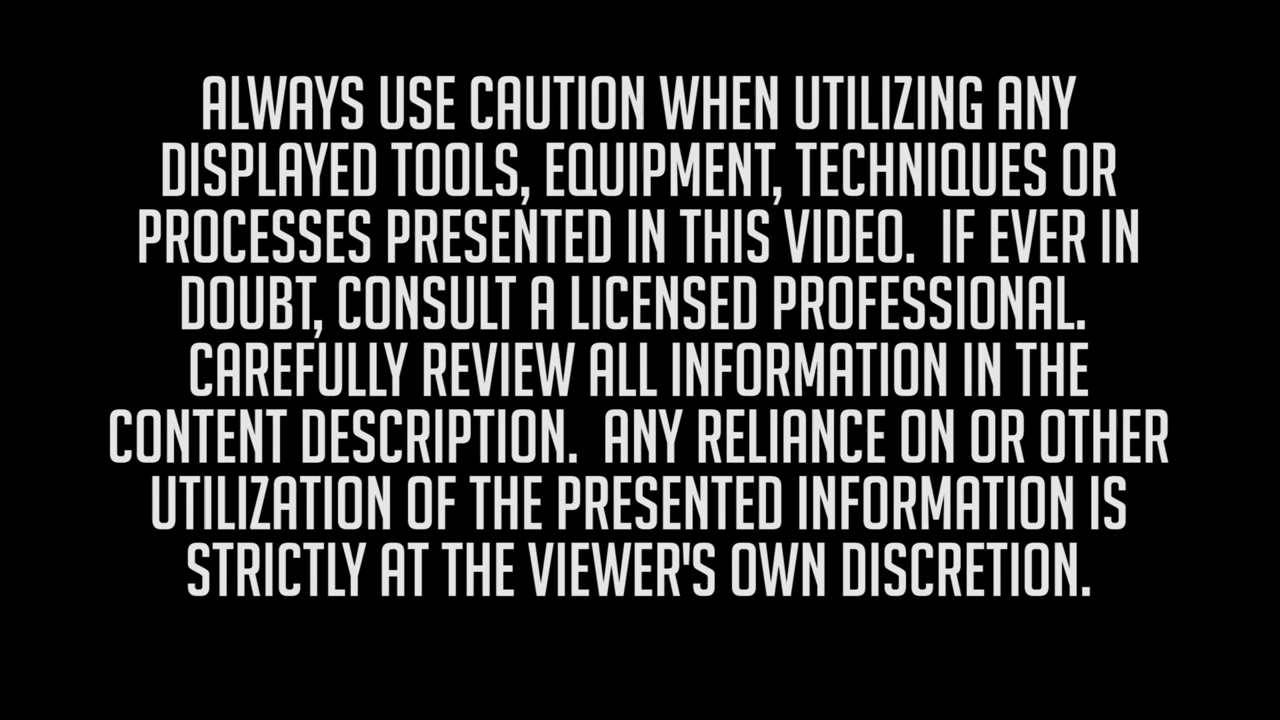 ALWAYS USE CAUTION WHEN UTILIZING ANY
DISPLAYED TOOLS, EQUIPMENT, TECHNIQUES OR
PROCESSES PRESENTED IN THIS VIDEO.  IF EVER IN
DOUBT, CONSULT A LICENSED PROFESSIONAL.
CAREFULLY REVIEW ALL INFORMATION IN THE
CONTENT DESCRIPTION.  ANY RELIANCE ON OR OTHER
UTILIZATION OF THE PRESENTED INFORMATION IS
STRICTLY AT THE VIEWER'S OWN DISCRETION.